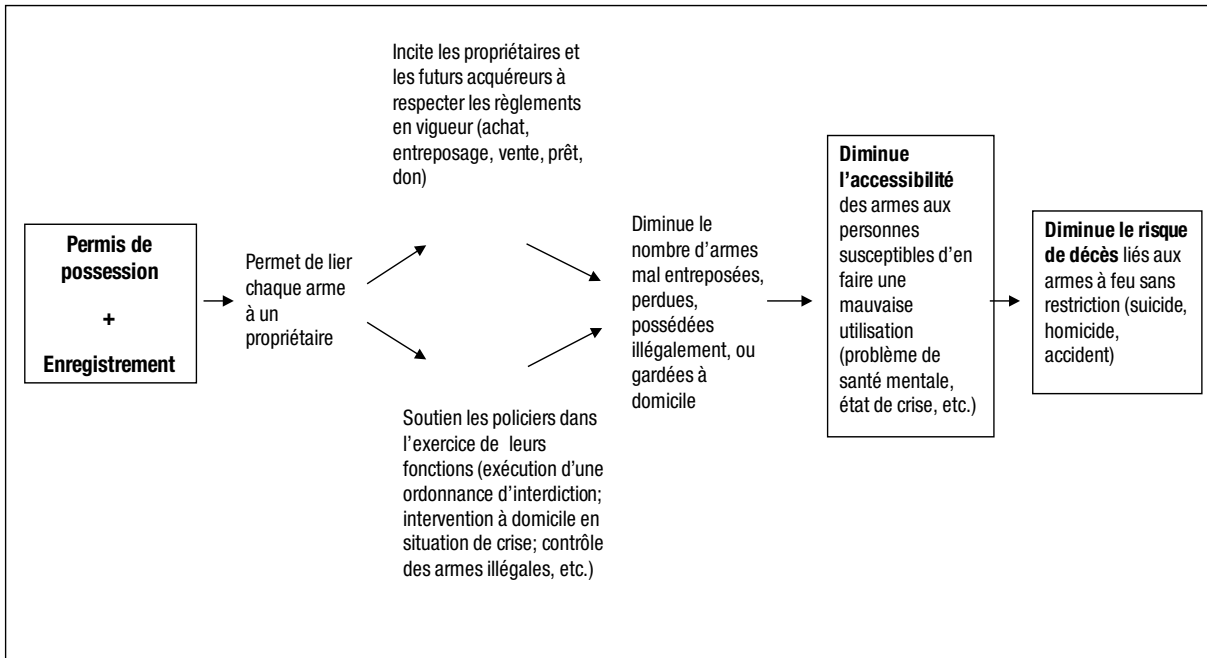 Permis de
possession
+
Enregistrement
Permet de lier
chaque arme
à un
propriétaire
Incite les propriétaires et
les futurs acquéreurs à
respecter les règlements
en vigueur (achat,
entreposage, vente, prêt,
don)
Soutien les policiers dans
l'exercice de leurs
fonctions (exécution d'une
ordonnance d'interdiction;
intervention à domicile en
situation de crise; contrôle
des armes illégales, etc.)
Diminue le
nombre d'armes
mal entreposées,
perdues,
possédées
illégalement, ou
gardées à
domicile
Diminue
l'accessibilité
des armes aux
personnes
susceptibles d'en
faire une
mauvaise
utilisation
(problème de
santé mentale,
état de crise, etc.)
Diminue le risque
de décès liés aux
armes à feu sans
restriction (suicide,
homicide,
accident)